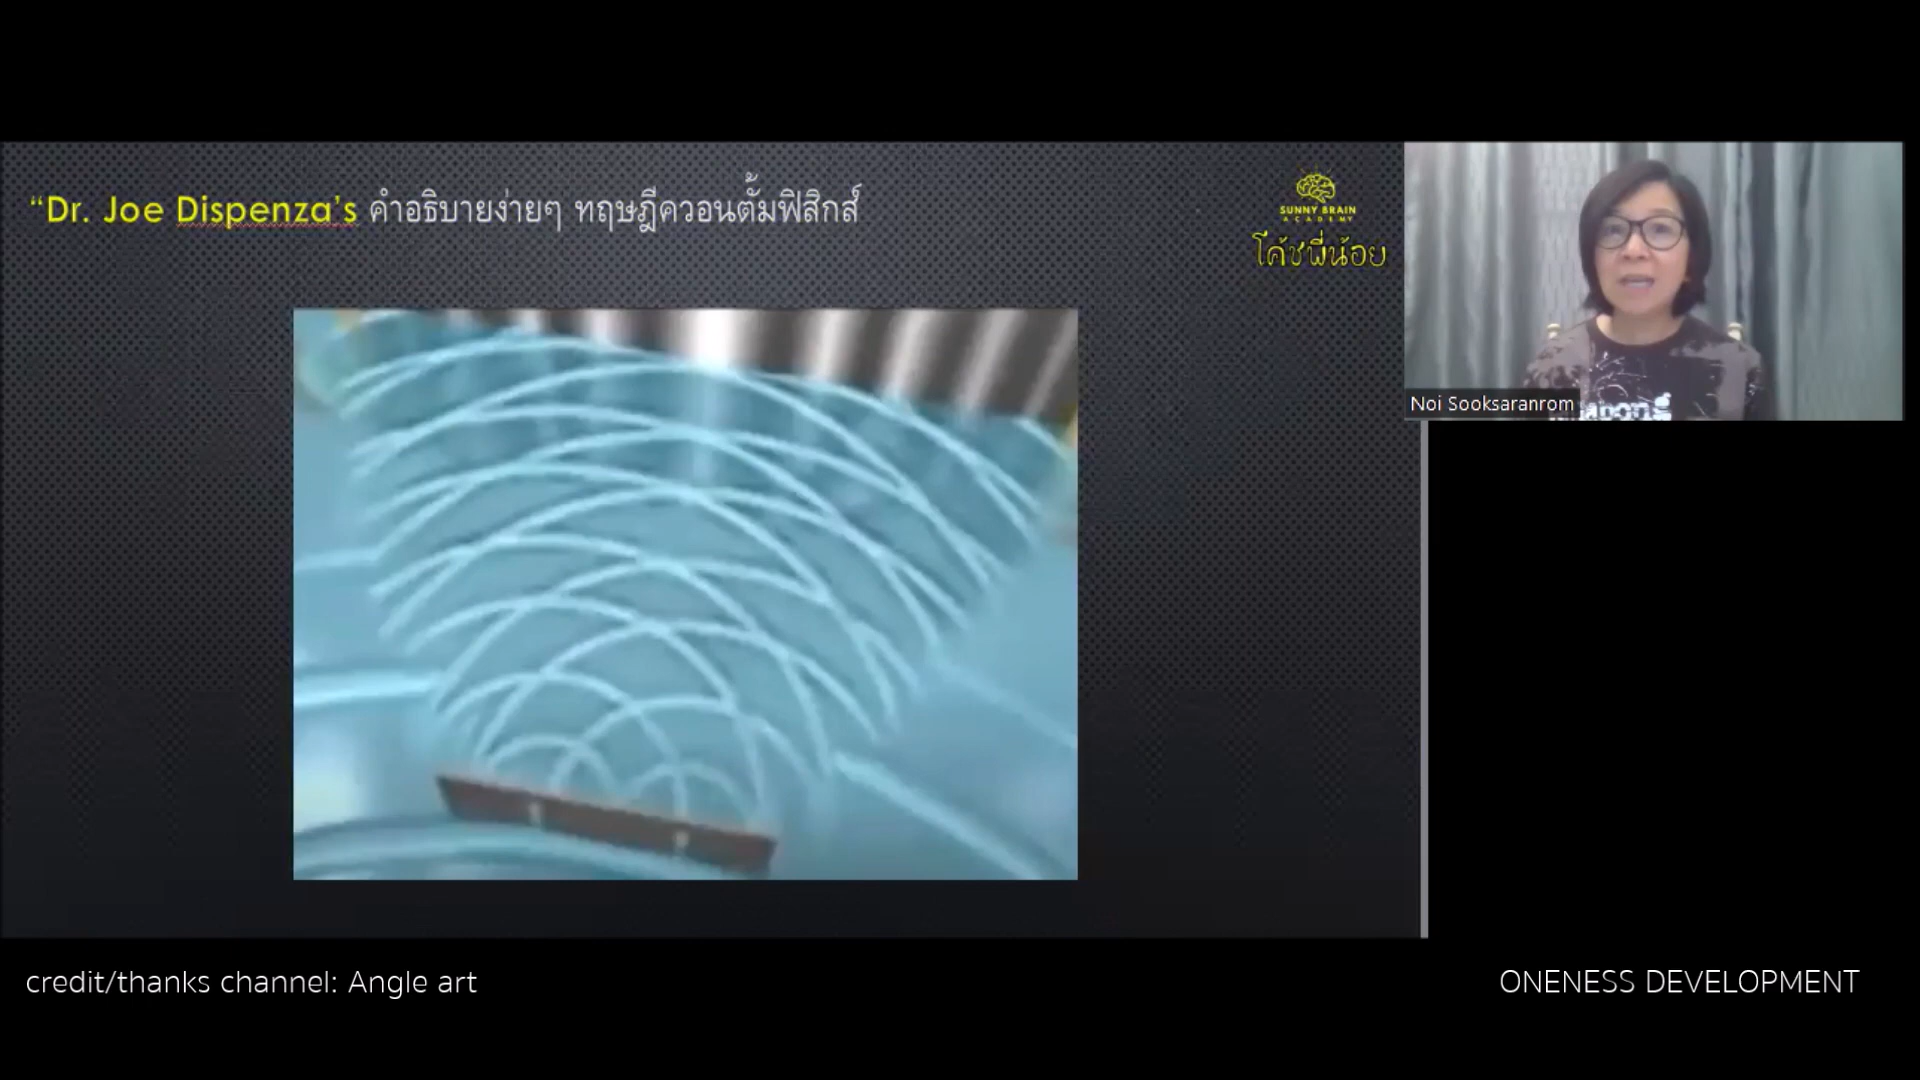 “Dr. Joe Dispenza’s คำอธิบายง่ายๆ ทฤษฎีควอนตั้มฟิสิกส์
SUNNY BRAIN
ACADEMY
โค้ชพี่น้อย
Noi Sooksaranrom
credit/thanks channel: Angle art
ONENESS DEVELOPMENT